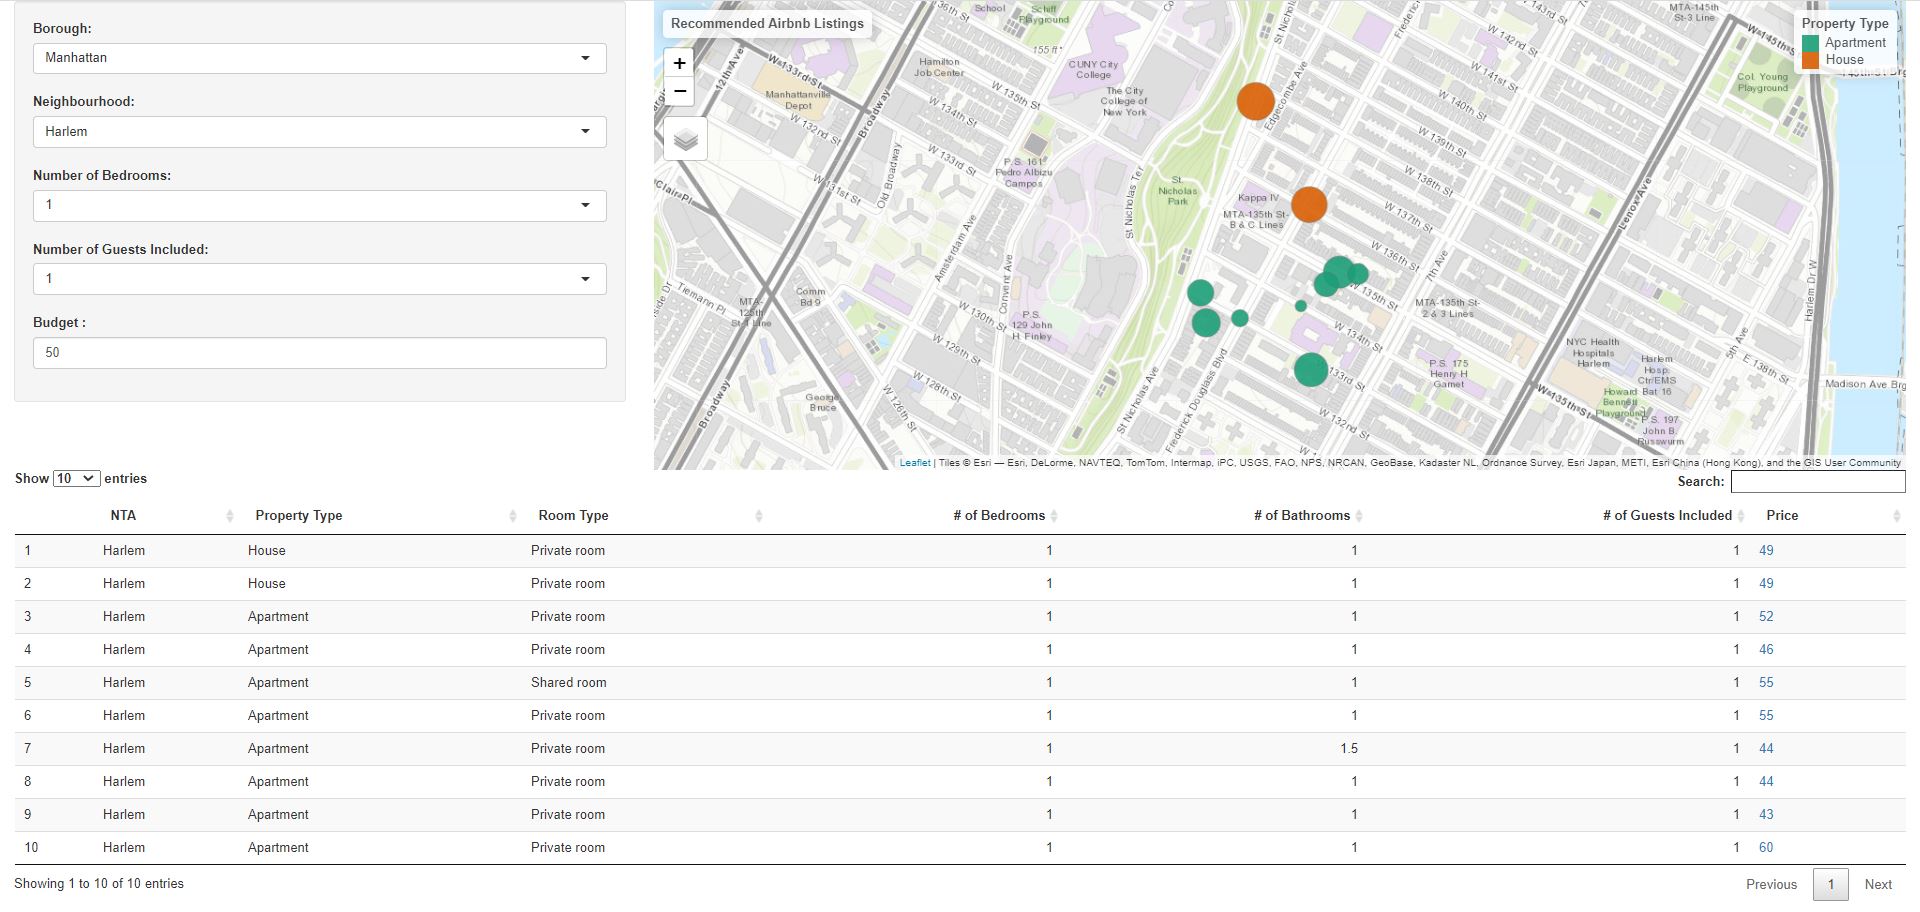 Borough:
Manhattan
Neighbourhood:
Harlem
Number of Bedrooms:
1
Number of Guests Included:
1
Budget :
50
Recommended Airbnb Listings
+
−
Property Type
Apartment
House
School
Schiff
Playground
W 136th St
155 ft
Hamilton
Job Center
CUNY City
College
The City
College of
New York
Manhattanville
Depot
12th Ave
W 133rd St
Broadway
W 132nd St
W 134th St
W 135th St
W 133rd St
W 131st St
Old Broadway
P.S. 161
Pedro Albizu
Campos
St Nicholas Ter
St.
Nicholas
Park
Edgecombe Ave
Kappa IV
MTA-135th St-
B & C Lines
MTA-145th
St-3 Line
W 145th St
W 142nd St
W 141st St
W 140th St
W 139th St
W 138th St
W 137th St
W 136th St
W 135th St
W 134th St
W 132nd St
Col. Young
Playground
Lenox Ave
7th Ave
Harlem Dr W
Amsterdam Ave
Convent Ave
Comm
Bd 9
MTA-
125th
St-1 Line
Tiemann Pl
W 130th St
W 129th St
W 128th St
W 126th St
P.S.
129 John
H. Finley
George
Bruce
Broadway
St Nicholas Ave
Frederick Douglass Blvd
MTA-135th St-
2 & 3 Lines
P.S. 175
Henry H
Garnet
NYC Health
Hospitals
Harlem
Harlem
Hosp.
Ctr/EMS
Bat 16
Howard
Bennett
Playground
P.S. 197
John B.
Russwurm
W 135th St
5th Ave
E 138th St
Madison Ave Brg
Leaflet | Tiles © Esri — Esri, DeLorme, NAVTEQ, TomTom, Intermap, iPC, USGS, FAO, NPS, NRCAN, GeoBase, Kadaster NL, Ordnance Survey, Esri Japan, METI, Esri China (Hong Kong), and the GIS User Community
Show 10 entries
Search:
NTA Property Type Room Type # of Bedrooms # of Bathrooms # of Guests Included Price
1 Harlem House Private room 1 1 1 49
2 Harlem House Private room 1 1 1 49
3 Harlem Apartment Private room 1 1 1 52
4 Harlem Apartment Private room 1 1 1 46
5 Harlem Apartment Shared room 1 1 1 55
6 Harlem Apartment Private room 1 1 1 55
7 Harlem Apartment Private room 1 1.5 1 44
8 Harlem Apartment Private room 1 1 1 44
9 Harlem Apartment Private room 1 1 1 43
10 Harlem Apartment Private room 1 1 1 60
Showing 1 to 10 of 10 entries
Previous 1 Next